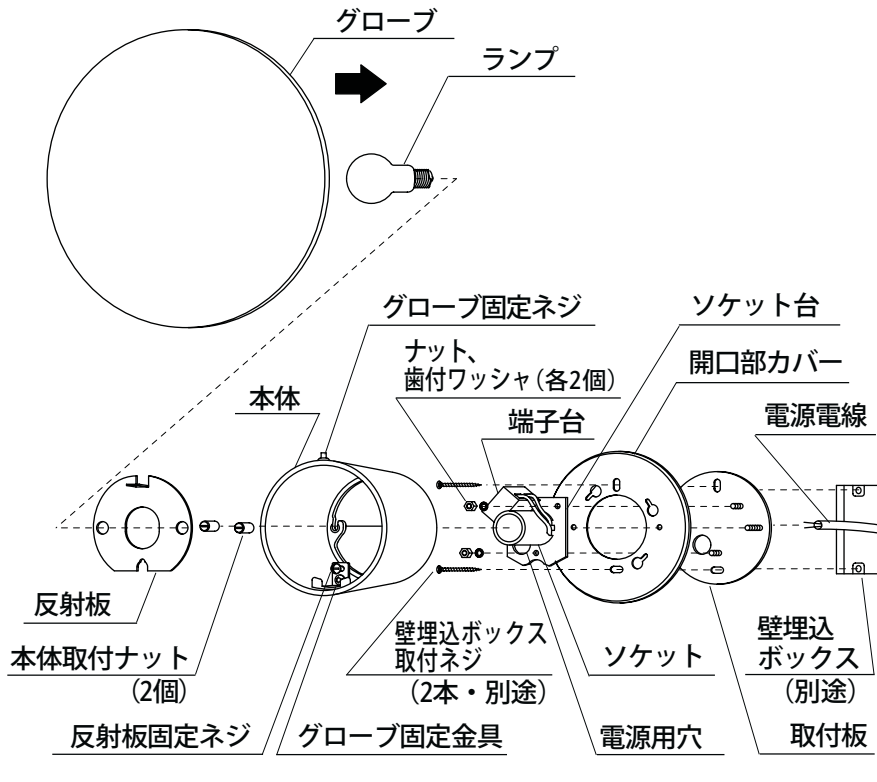 グローブ
ランプ
グローブ固定ネジ
ソケット台
ナット、
歯付ワッシャ(各2個)
開口部カバー
本体
端子台
電源電線
反射板
本体取付ナット
(2個)
壁埋込ボックス
取付ネジ
(2本・別途)
ソケット
壁埋込
ボックス
(別途)
反射板固定ネジ
グローブ固定金具
電源用穴
取付板